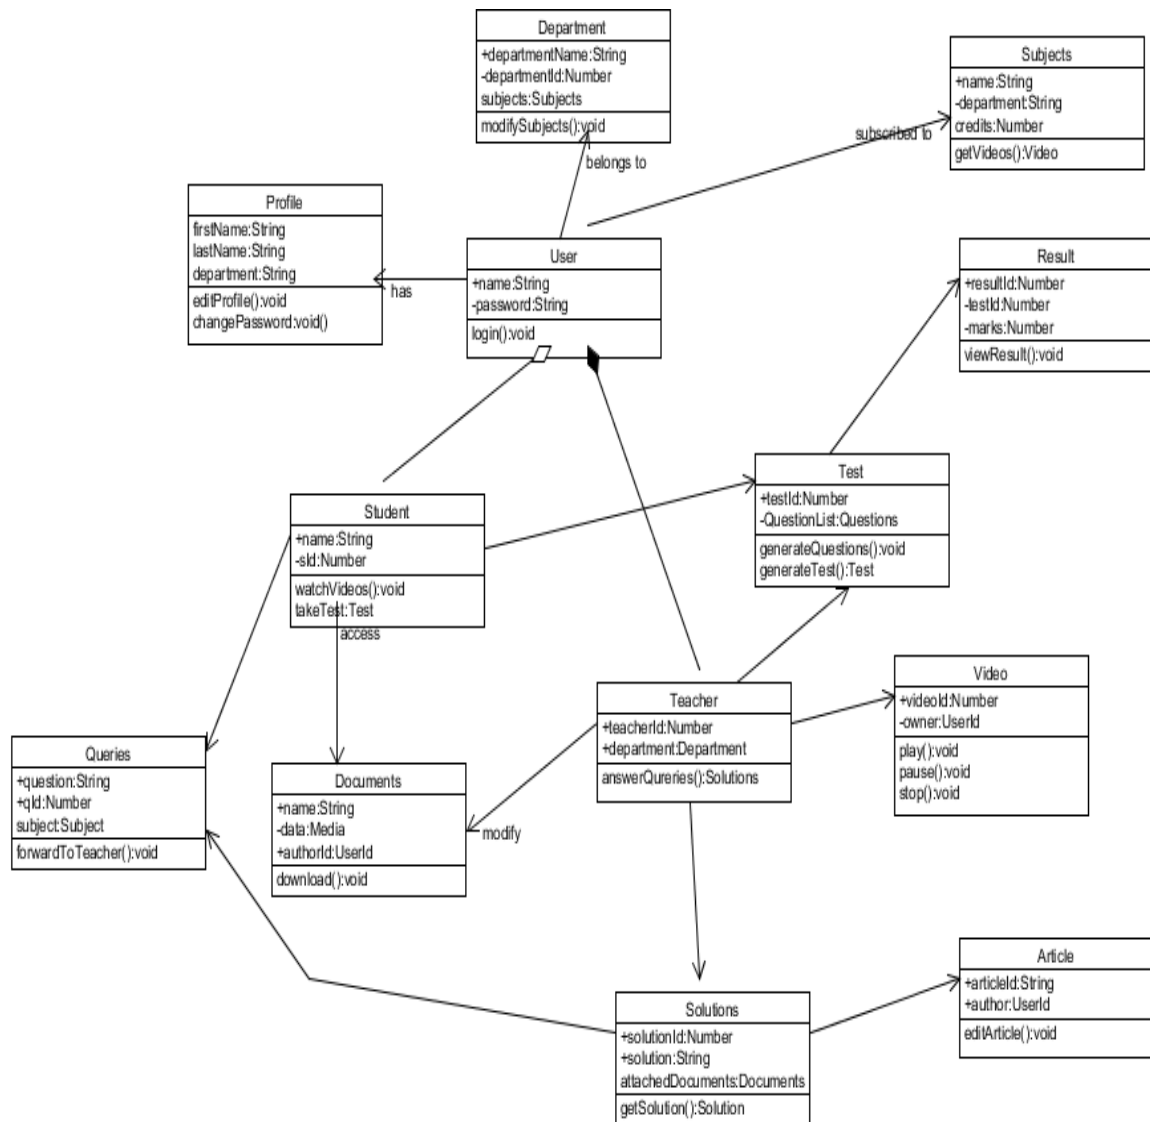 Department
+departmentName:String
-departmentId:Number
subjects:Subjects
modifySubjects():void
belongs to
Subjects
+name:String
-department:String
credits:Number
getVideos():Video
subscribed to
Profile
firstName:String
lastName:String
department:String
editProfile():void
changePassword:void()
has
User
+name:String
-password:String
login():void
Result
+resultId:Number
-testId:Number
-marks:Number
viewResult():void
Test
+testId:Number
-QuestionList:Questions
generateQuestions():void
generateTest():Test
Student
+name:String
-sId:Number
watchVideos():void
takeTest:Test
access
Teacher
+teacherId:Number
+department:Department
answerQureries():Solutions
Video
+videoId:Number
-owner:UserId
play():void
pause():void
stop():void
Queries
+question:String
+qId:Number
subject:Subject
forwardToTeacher():void
Documents
+name:String
-data:Media
+authorId:UserId
download():void
modify
Solutions
+solutionId:Number
+solution:String
attachedDocuments:Documents
getSolution():Solution
Article
+articleId:String
+author:UserId
editArticle():void